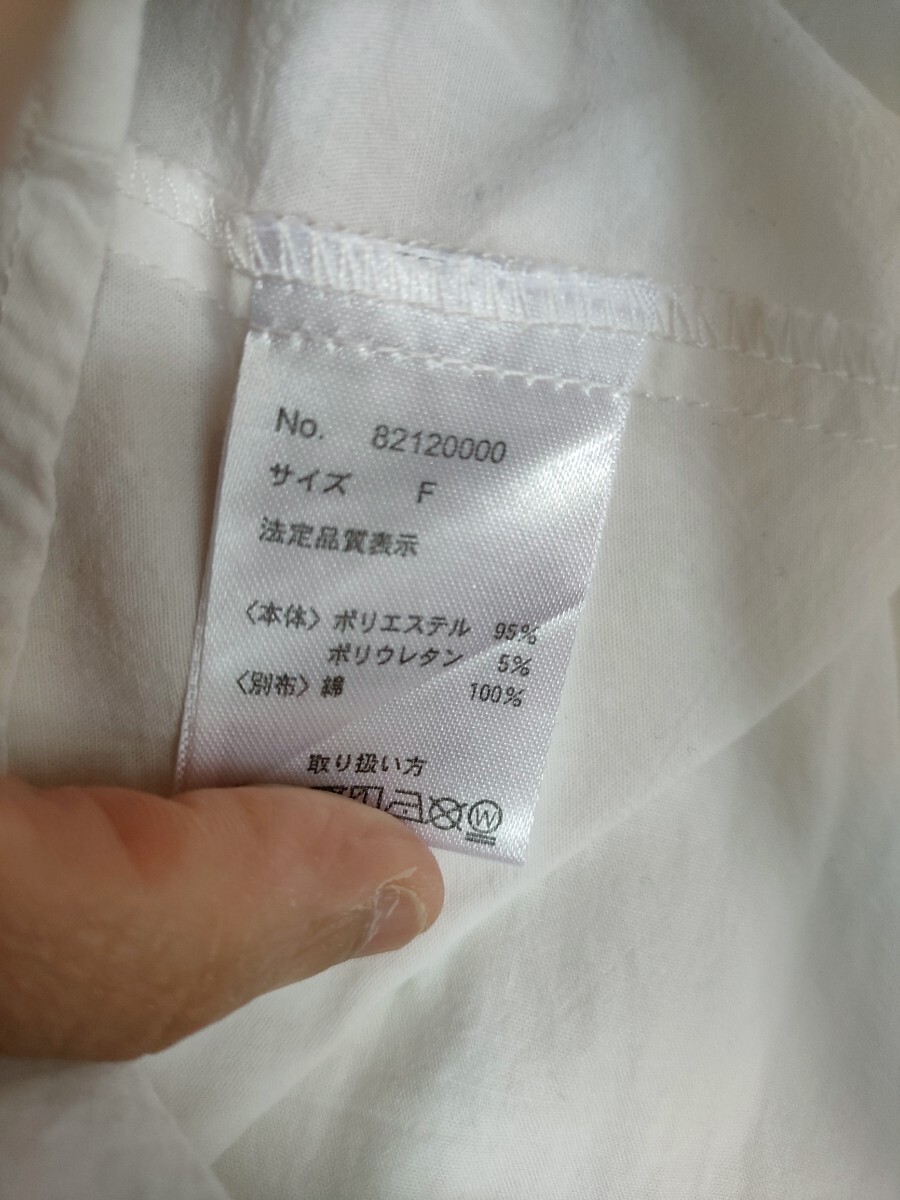 No. 82120000
サイズ F
法定品質表示
〈本体〉ポリエステル 95%
ポリウレタン 5%
〈別布〉綿 100%
取り扱い方
W